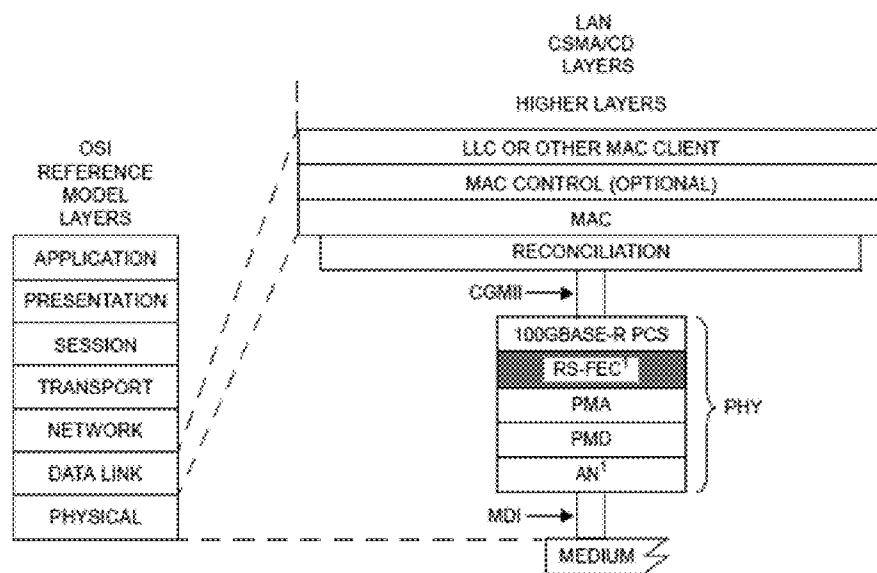 OSI
REFERENCE
MODEL
LAYERS
APPLICATION
PRESENTATION
SESSION
TRANSPORT
NETWORK
DATA LINK
PHYSICAL
LAN
CSMA/CD
LAYERS
HIGHER LAYERS
LLC OR OTHER MAC CLIENT
MAC CONTROL (OPTIONAL)
MAC
RECONCILIATION
CGMII
100GBASE-R PCS
RS-FEC¹
PMA
PMD
AN¹
PHY
MDI
MEDIUM